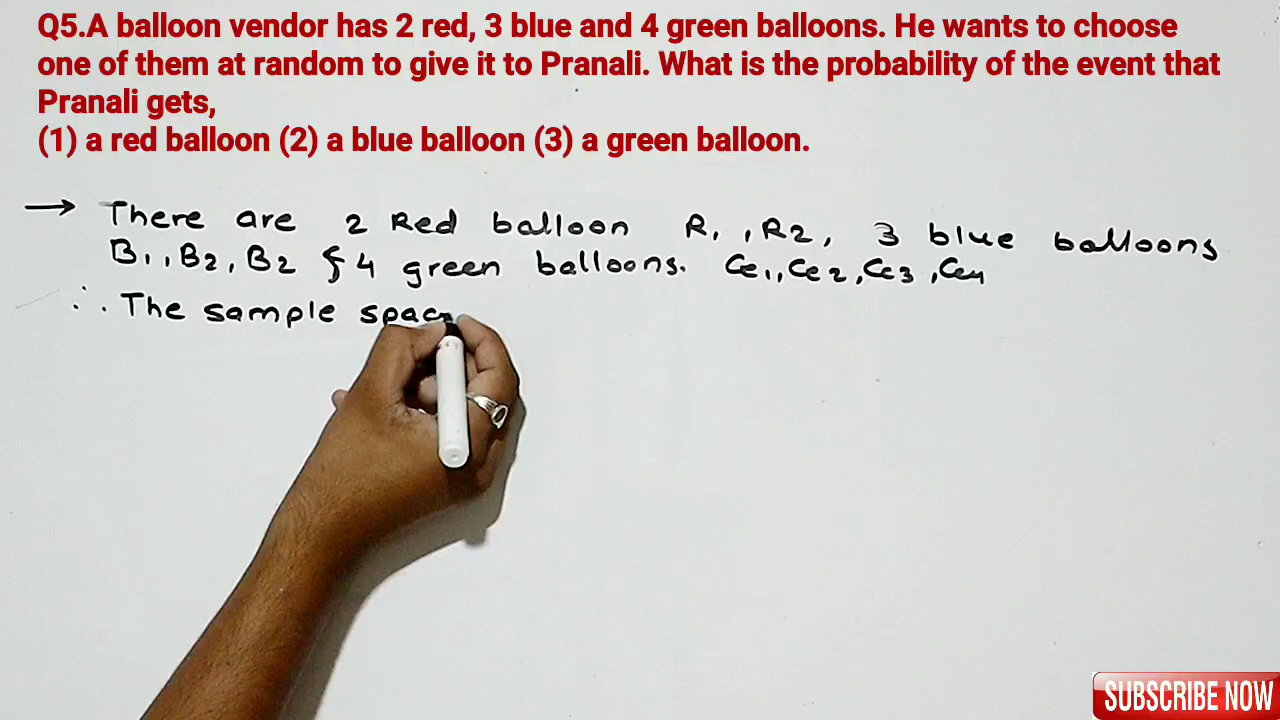 Q5.A balloon vendor has 2 red, 3 blue and 4 green balloons. He wants to choose
one of them at random to give it to Pranali. What is the probability of the event that
Pranali gets,
(1) a red balloon (2) a blue balloon (3) a green balloon.
→ There are 2 Red balloon R1, R2, 3 blue balloons
B1, B2, B2 & 4 green balloons. G1, G2, G3, G4
∴ The sample spac
SUBSCRIBE NOW